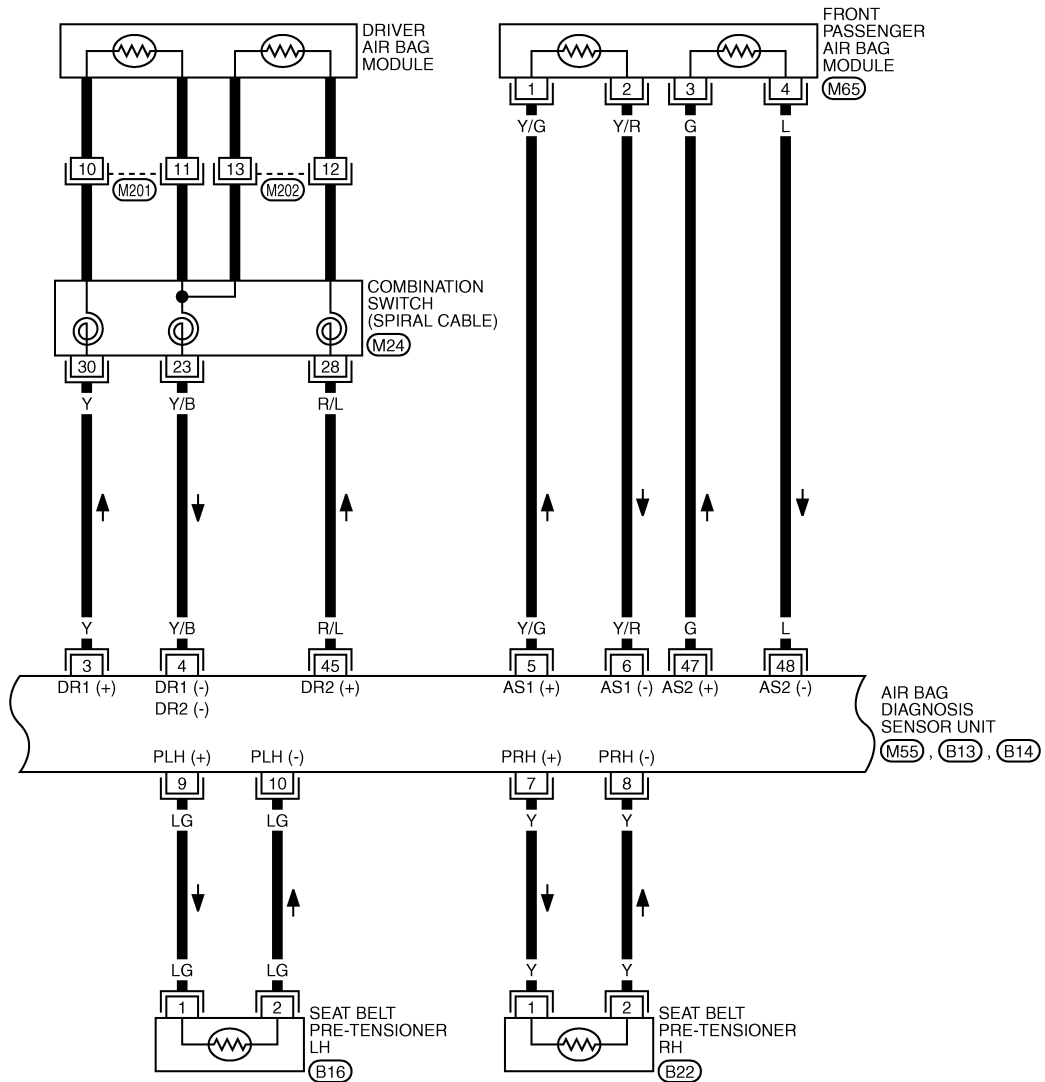 DRIVER
AIR BAG
MODULE
FRONT
PASSENGER
AIR BAG
MODULE
M65
1 2 3 4
Y/G Y/R G L
10 11 13 12
M201 M202
COMBINATION
SWITCH
(SPIRAL CABLE)
M24
30 23 28
Y Y/B R/L
Y Y/B R/L Y/G Y/R G L
3 4 45 5 6 47 48
DR1 (+) DR1 (-) DR2 (+) AS1 (+) AS1 (-) AS2 (+) AS2 (-)
DR2 (-)
AIR BAG
DIAGNOSIS
SENSOR UNIT
M55 , B13 , B14
PLH (+) PLH (-) PRH (+) PRH (-)
9 10 7 8
LG LG Y Y
LG LG Y Y
1 2 1 2
SEAT BELT
PRE-TENSIONER
LH
B16
SEAT BELT
PRE-TENSIONER
RH
B22